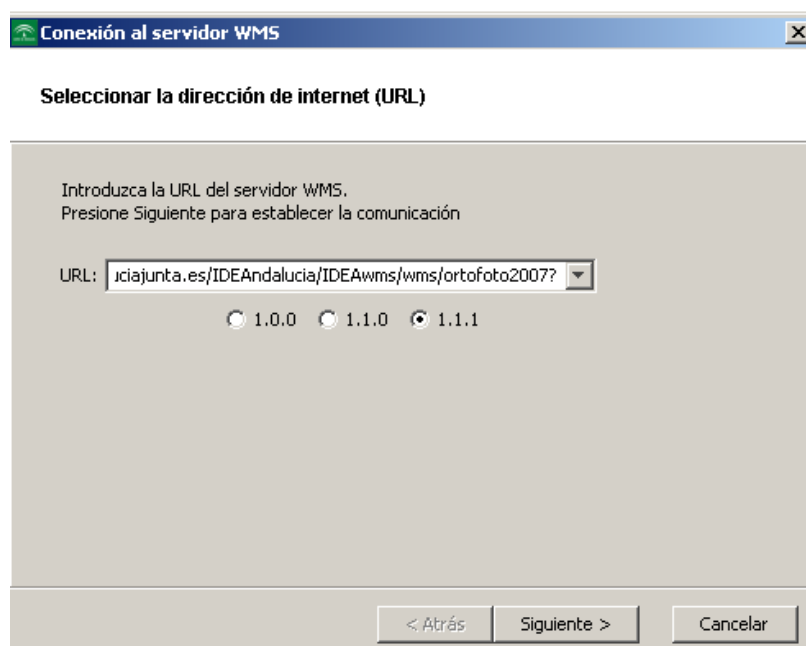 Conexión al servidor WMS
Seleccionar la dirección de internet (URL)
Introduzca la URL del servidor WMS.
Presione Siguiente para establecer la comunicación
URL: uciajunta.es/IDEAndalucia/IDEAwms/wms/ortofoto2007?
1.0.0 1.1.0 1.1.1
< Atrás Siguiente > Cancelar